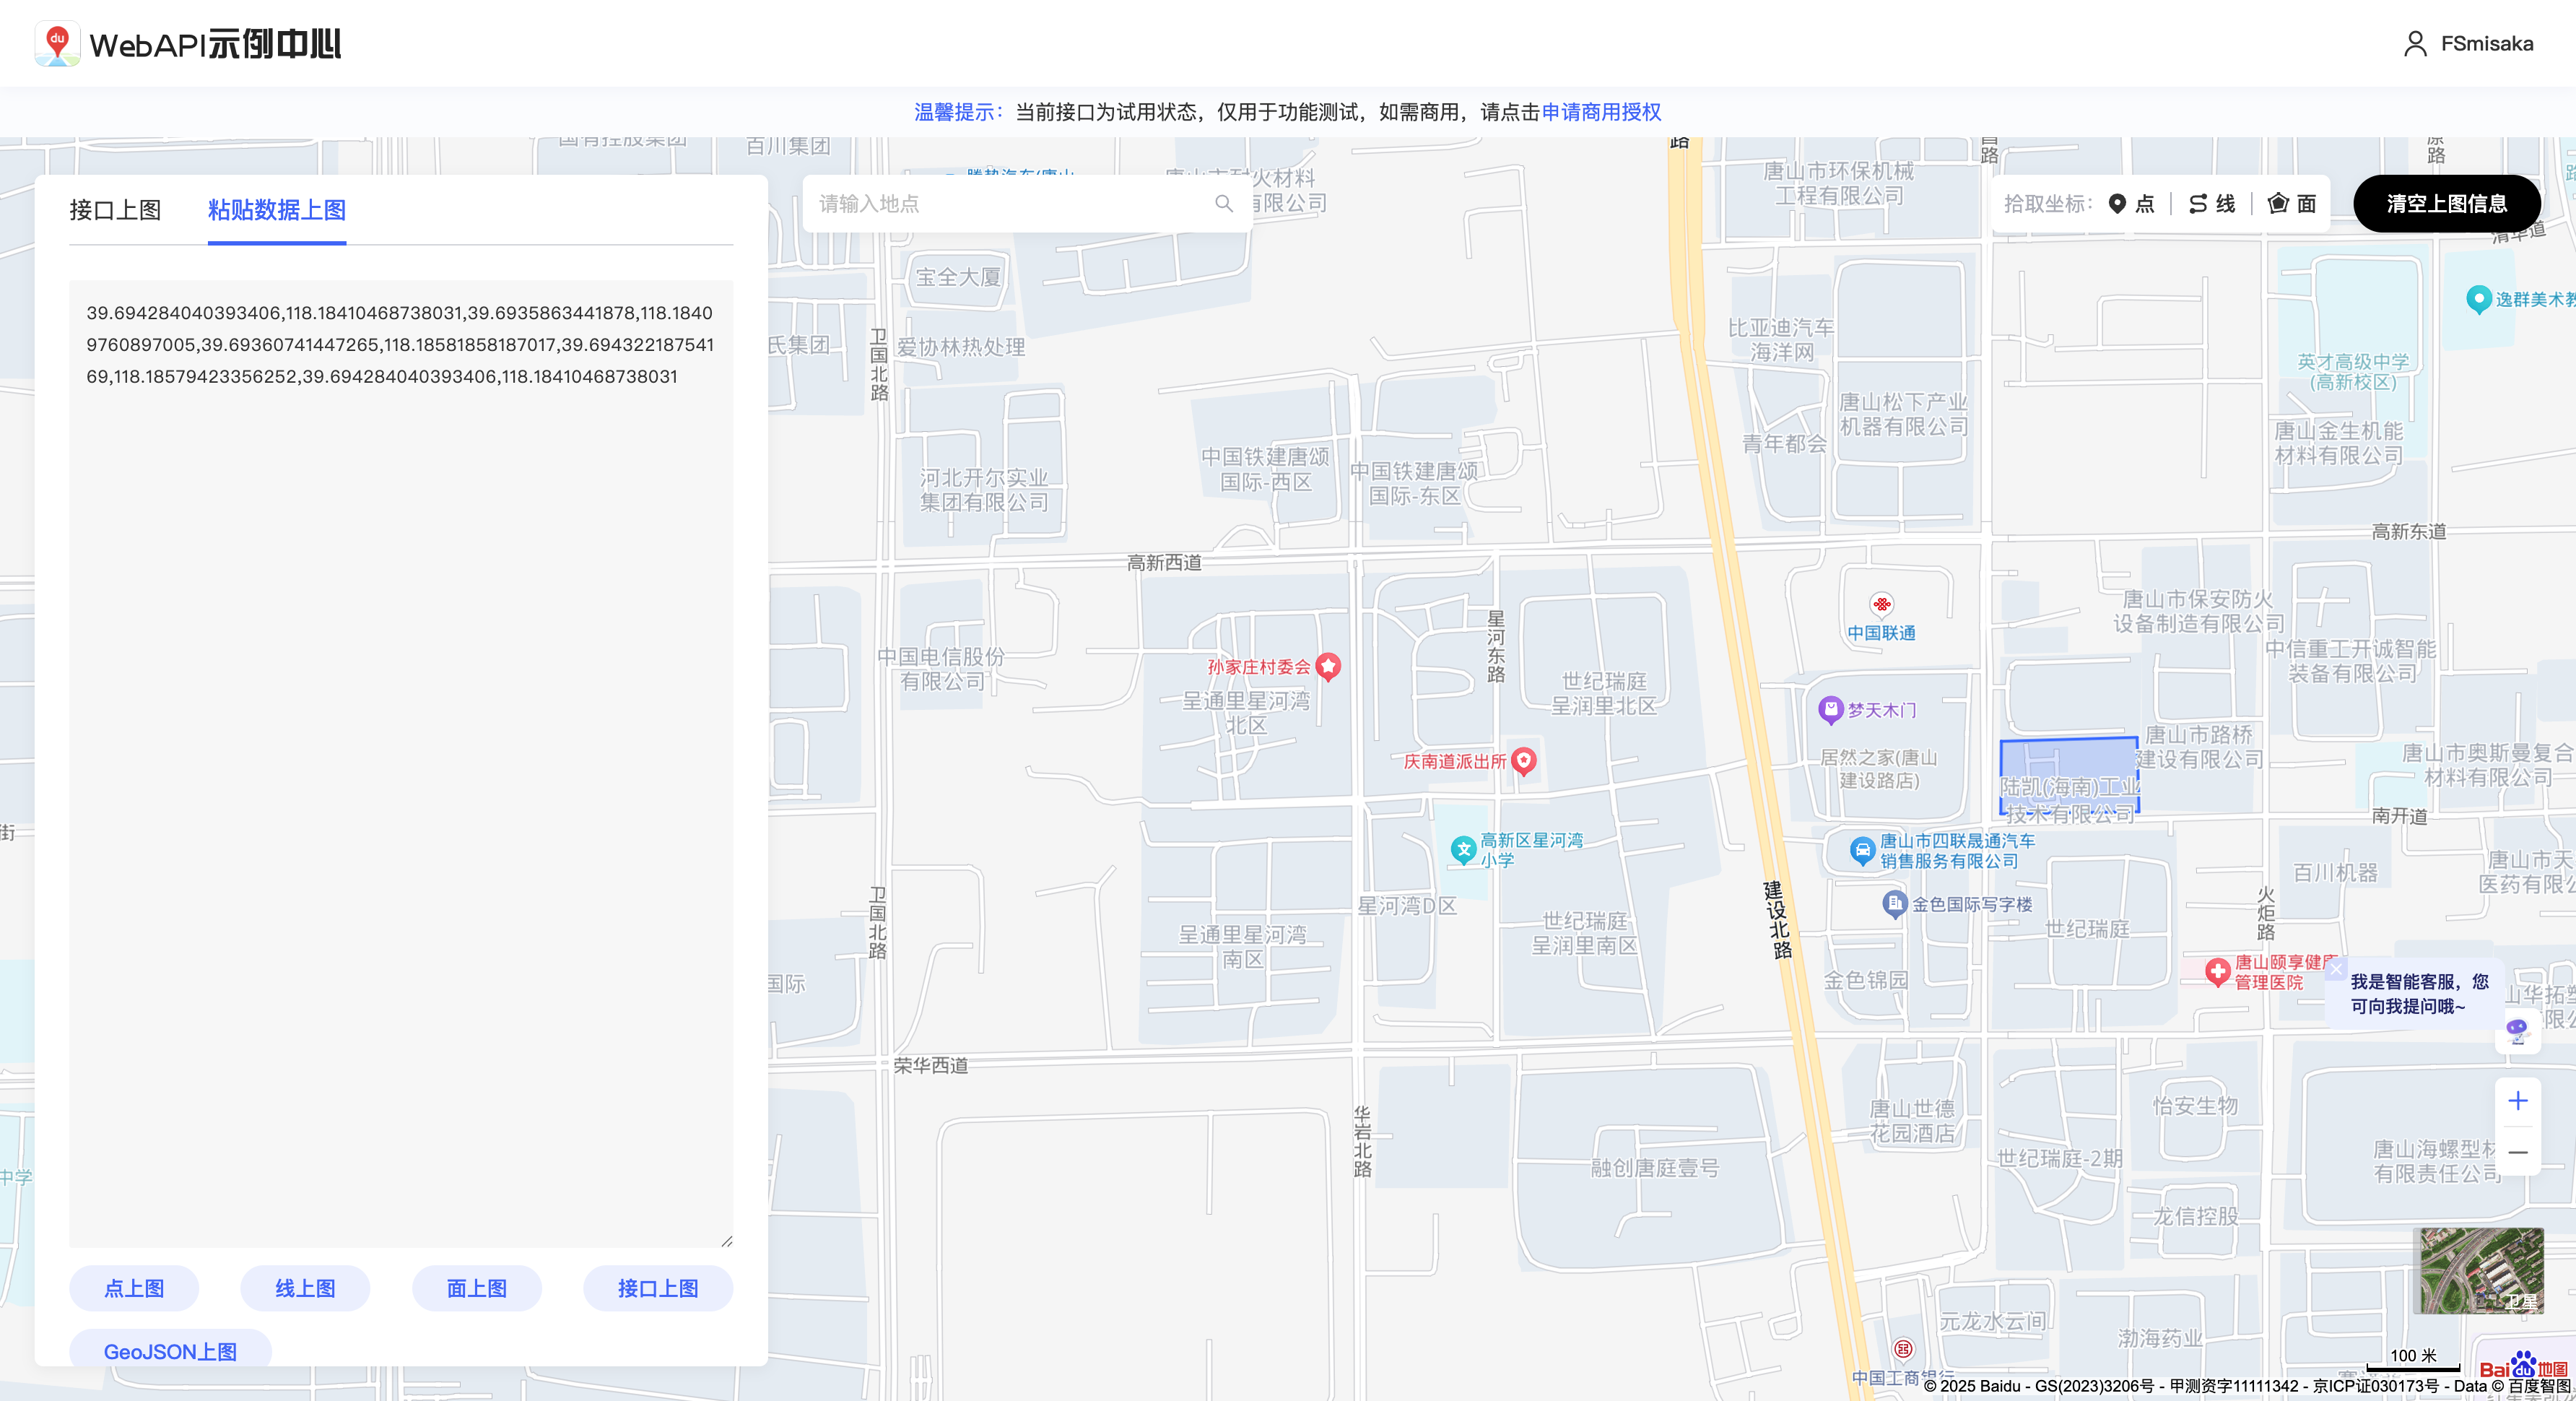 WebAPI示例中心
FSmisaka
温馨提示：当前接口为试用状态，仅用于功能测试，如需商用，请点击申请商用授权
接口上图
粘贴数据上图
39.694284040393406,118.18410468738031,39.6935863441878,118.1840
9760897005,39.69360741447265,118.18581858187017,39.694322187541
69,118.18579423356252,39.694284040393406,118.18410468738031
点上图
线上图
面上图
接口上图
GeoJSON上图
请输入地点
拾取坐标：
点
线
面
清空上图信息
百川集团
路
唐山市环保机械
工程有限公司
清华道
宝全大厦
氏集团
爱协林热处理
卫国北路
比亚迪汽车
海洋网
逸群美术教
英才高级中学
(高新校区)
唐山松下产业
机器有限公司
青年都会
唐山金生机能
材料有限公司
中国铁建唐颂
国际-西区
中国铁建唐颂
国际-东区
河北开尔实业
集团有限公司
高新西道
高新东道
中国联通
唐山市保安防火
设备制造有限公司
星河东路
中国电信股份
有限公司
孙家庄村委会
呈通里星河湾
北区
世纪瑞庭
呈润里北区
中信重工开诚智能
装备有限公司
梦天木门
庆南道派出所
居然之家(唐山
建设路店)
唐山市路桥
建设有限公司
唐山市奥斯曼复合
材料有限公司
陆凯(海南)工业
技术有限公司
南开道
街
高新区星河湾
小学
唐山市四联晟通汽车
销售服务有限公司
百川机器
唐山市天
医药有限公
卫国北路
星河湾D区
建设北路
金色国际写字楼
火炬路
呈通里星河湾
南区
世纪瑞庭
呈润里南区
世纪瑞庭
国际
金色锦园
唐山颐享健康
管理医院
我是智能客服，您
可向我提问哦~
山华拓塑
限公
荣华西道
华岩北路
唐山世德
花园酒店
怡安生物
中学
融创唐庭壹号
世纪瑞庭-2期
唐山海螺型材
有限责任公司
龙信控股
卫星
元龙水云间
渤海药业
中国工商银行
100 米
Bai du 地图
© 2025 Baidu - GS(2023)3206号 - 甲测资字11111342 - 京ICP证030173号 - Data © 百度智图